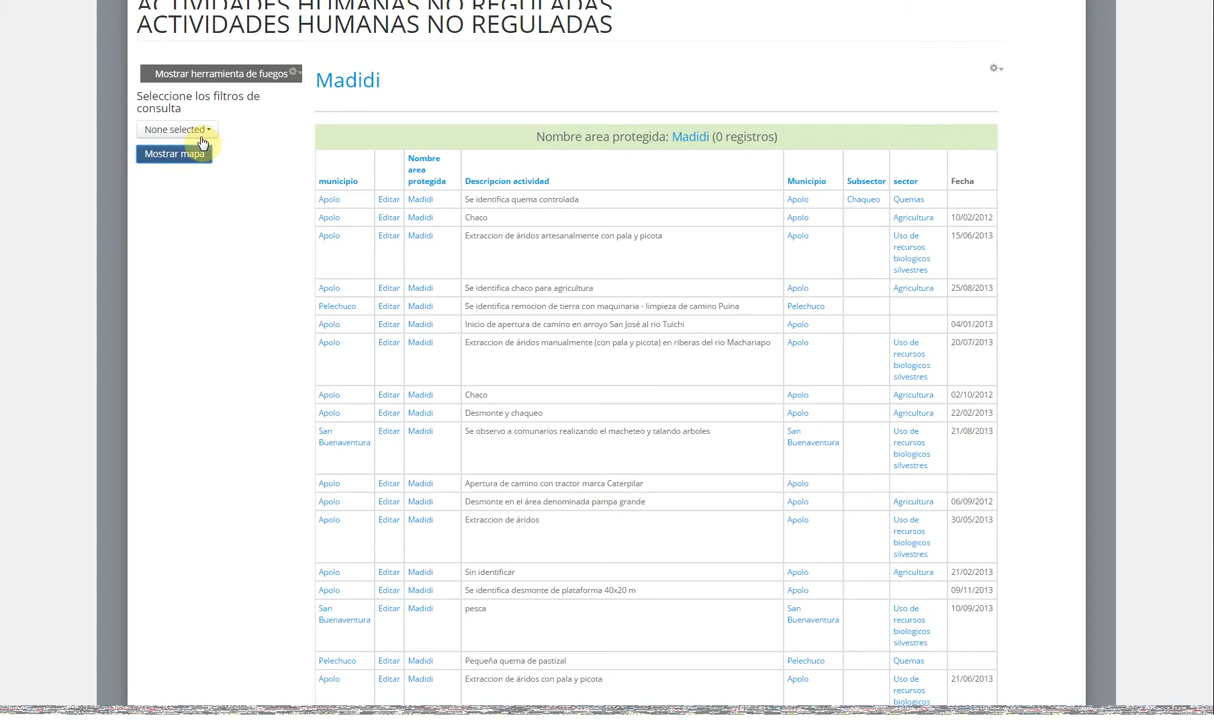 ACTIVIDADES HUMANAS NO REGULADAS
ACTIVIDADES HUMANAS NO REGULADAS
Mostrar herramienta de fuegos
Seleccione los filtros de
consulta
None selected
Mostrar mapa
Madidi
Nombre area protegida: Madidi (0 registros)
municipio Nombre area protegida Descripcion actividad Municipio Subsector sector Fecha
Apolo Editar Madidi Se identifica quema controlada Apolo Chaqueo Quemas
Apolo Editar Madidi Chaco Apolo Agricultura 10/02/2012
Apolo Editar Madidi Extraccion de áridos artesanalmente con pala y picota Apolo Uso de recursos biologicos silvestres 15/06/2013
Apolo Editar Madidi Se identifica chaco para agricultura Apolo Agricultura 25/08/2013
Pelechuco Editar Madidi Se identifica remocion de tierra con maquinaria - limpieza de camino Puina Pelechuco
Apolo Editar Madidi Inicio de apertura de camino en arroyo San José al rio Tuichi Apolo 04/01/2013
Apolo Editar Madidi Extraccion de áridos manualmente (con pala y picota) en riberas del rio Machariapo Apolo Uso de recursos biologicos silvestres 20/07/2013
Apolo Editar Madidi Chaco Apolo Agricultura 02/10/2012
Apolo Editar Madidi Desmonte y chaqueo Apolo Agricultura 22/02/2013
San Buenaventura Editar Madidi Se observo a comunarios realizando el macheteo y talando arboles San Buenaventura Uso de recursos biologicos silvestres 21/08/2013
Apolo Editar Madidi Apertura de camino con tractor marca Caterpilar Apolo
Apolo Editar Madidi Desmonte en el área denominada pampa grande Apolo Agricultura 06/09/2012
Apolo Editar Madidi Extraccion de áridos Apolo Uso de recursos biologicos silvestres 30/05/2013
Apolo Editar Madidi Sin identificar Apolo Agricultura 21/02/2013
Apolo Editar Madidi Se identifica desmonte de plataforma 40x20 m Apolo 09/11/2013
San Buenaventura Editar Madidi pesca San Buenaventura Uso de recursos biologicos silvestres 10/09/2013
Pelechuco Editar Madidi Pequeña quema de pastizal Pelechuco Quemas
Apolo Editar Madidi Extraccion de áridos con pala y picota Apolo Uso de recursos biologicos 21/06/2013